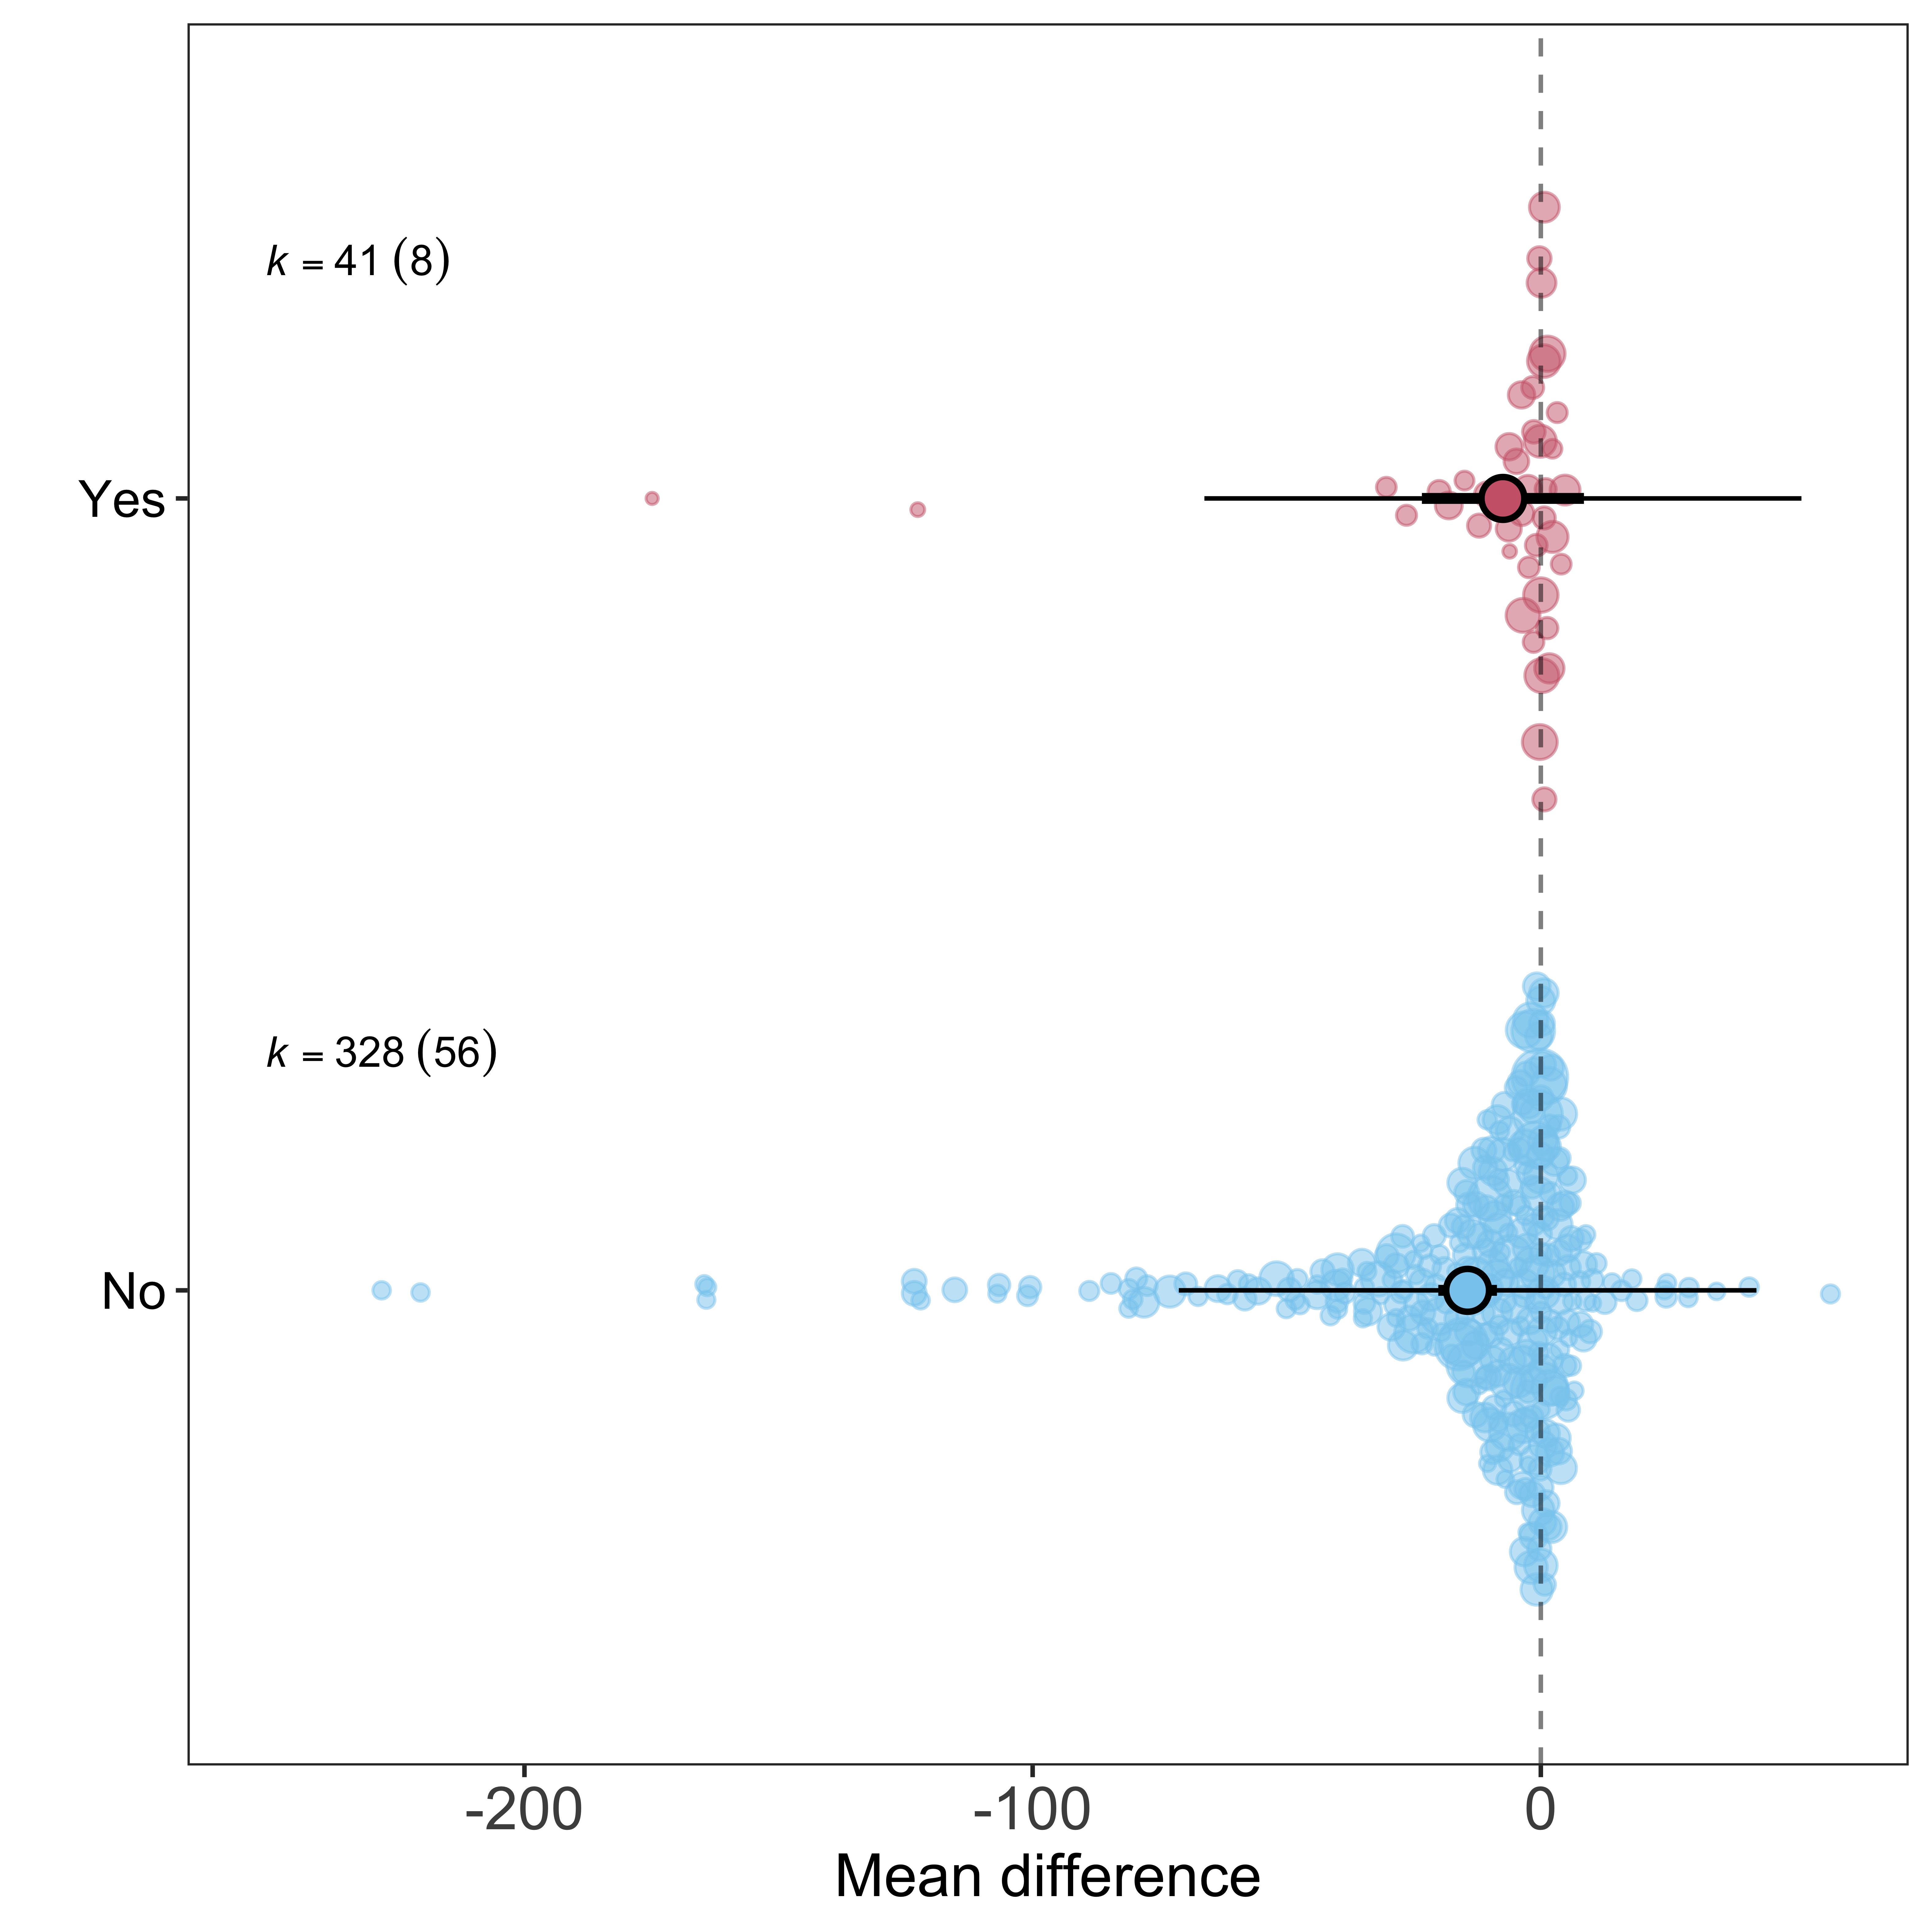 k = 41 (8)
Yes
k = 328 (56)
No
-200 -100 0
Mean difference